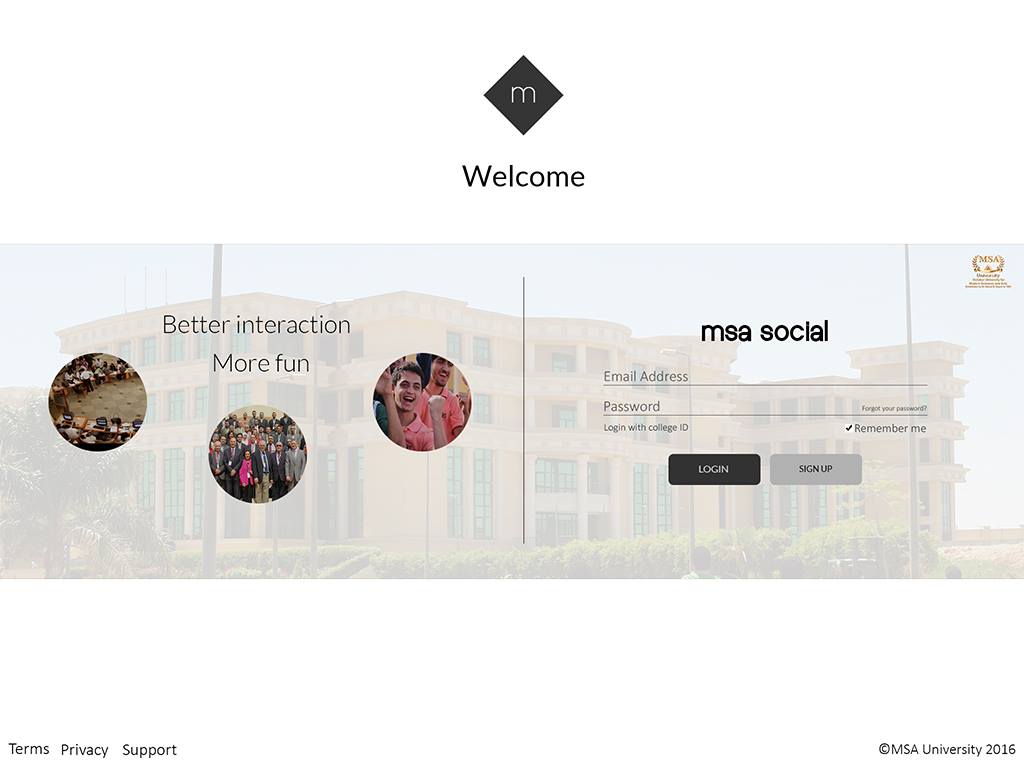 m
Welcome
MSA
University
Better interaction
More fun
msa social
Email Address
Password
Forgot your password?
Login with college ID
Remember me
LOGIN
SIGN UP
Terms
Privacy
Support
©MSA University 2016